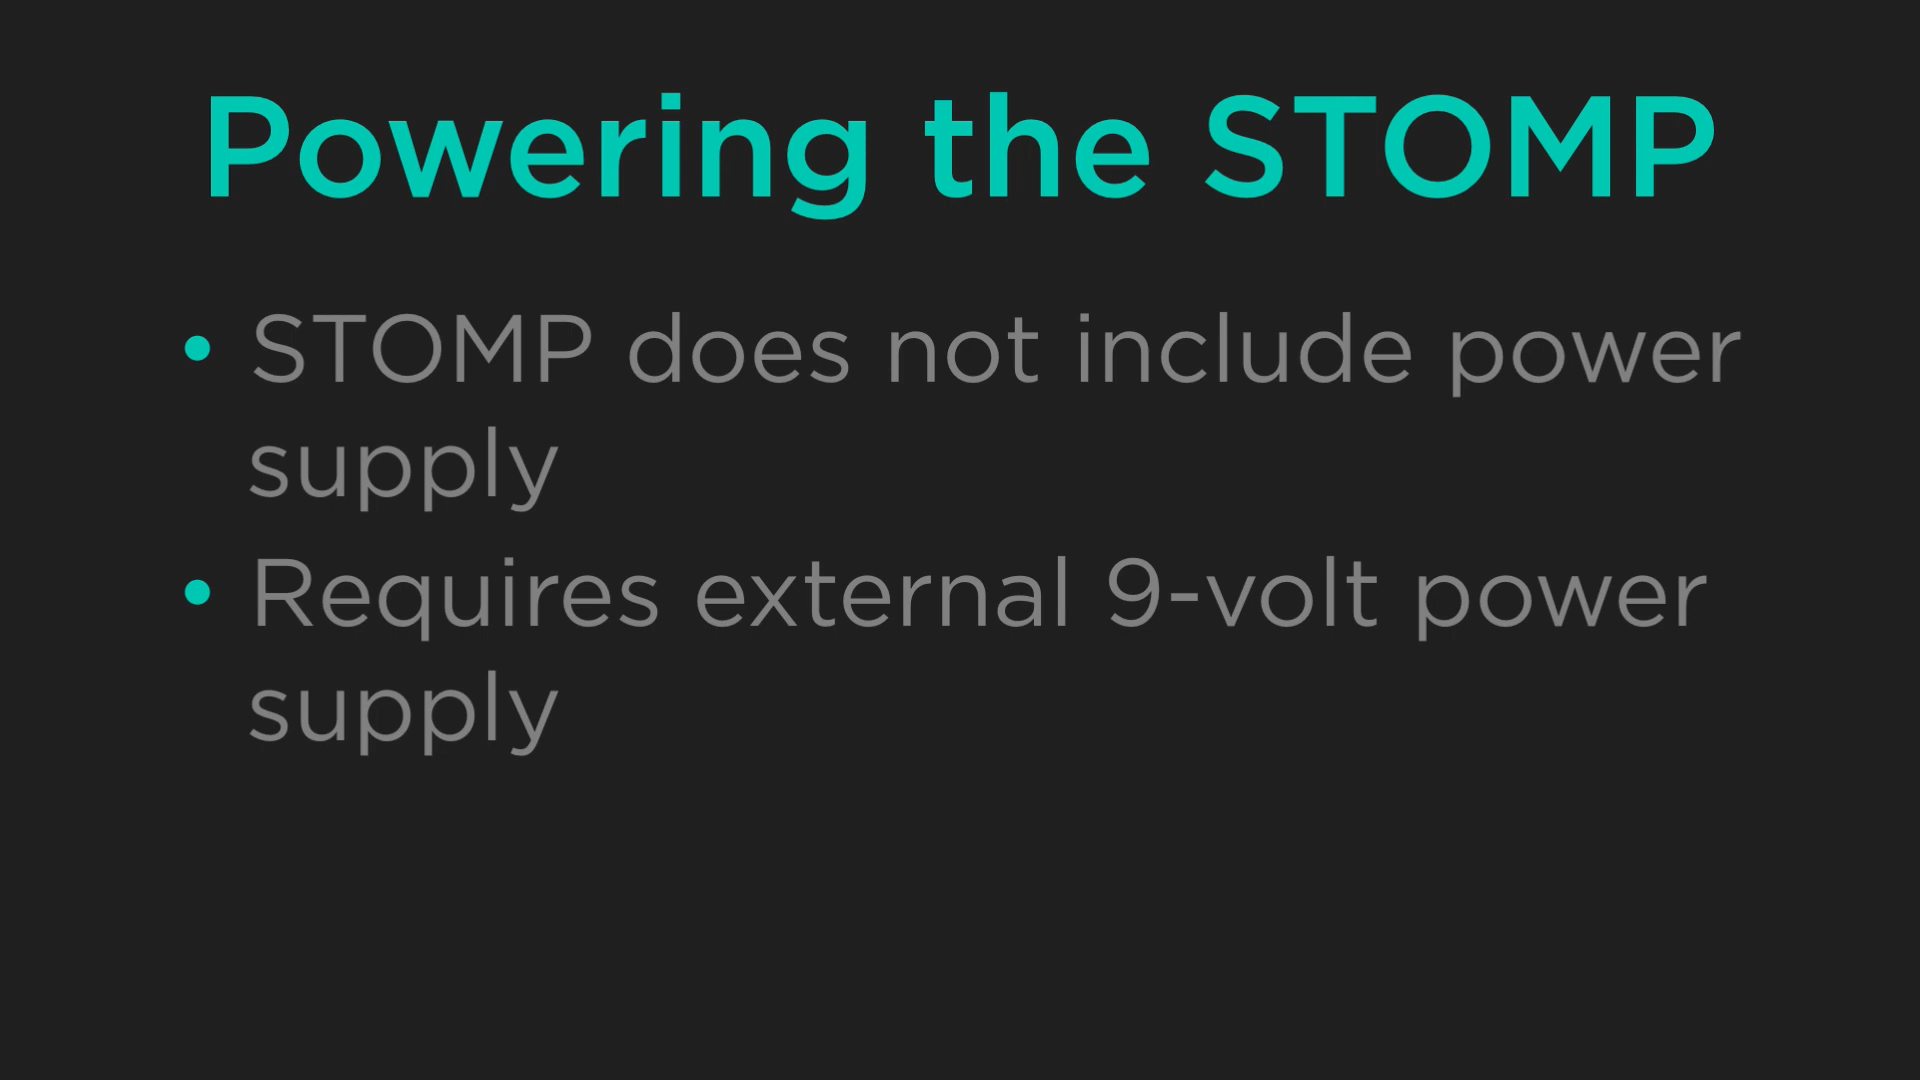 Powering the STOMP
• STOMP does not include power
supply
• Requires external 9-volt power
supply